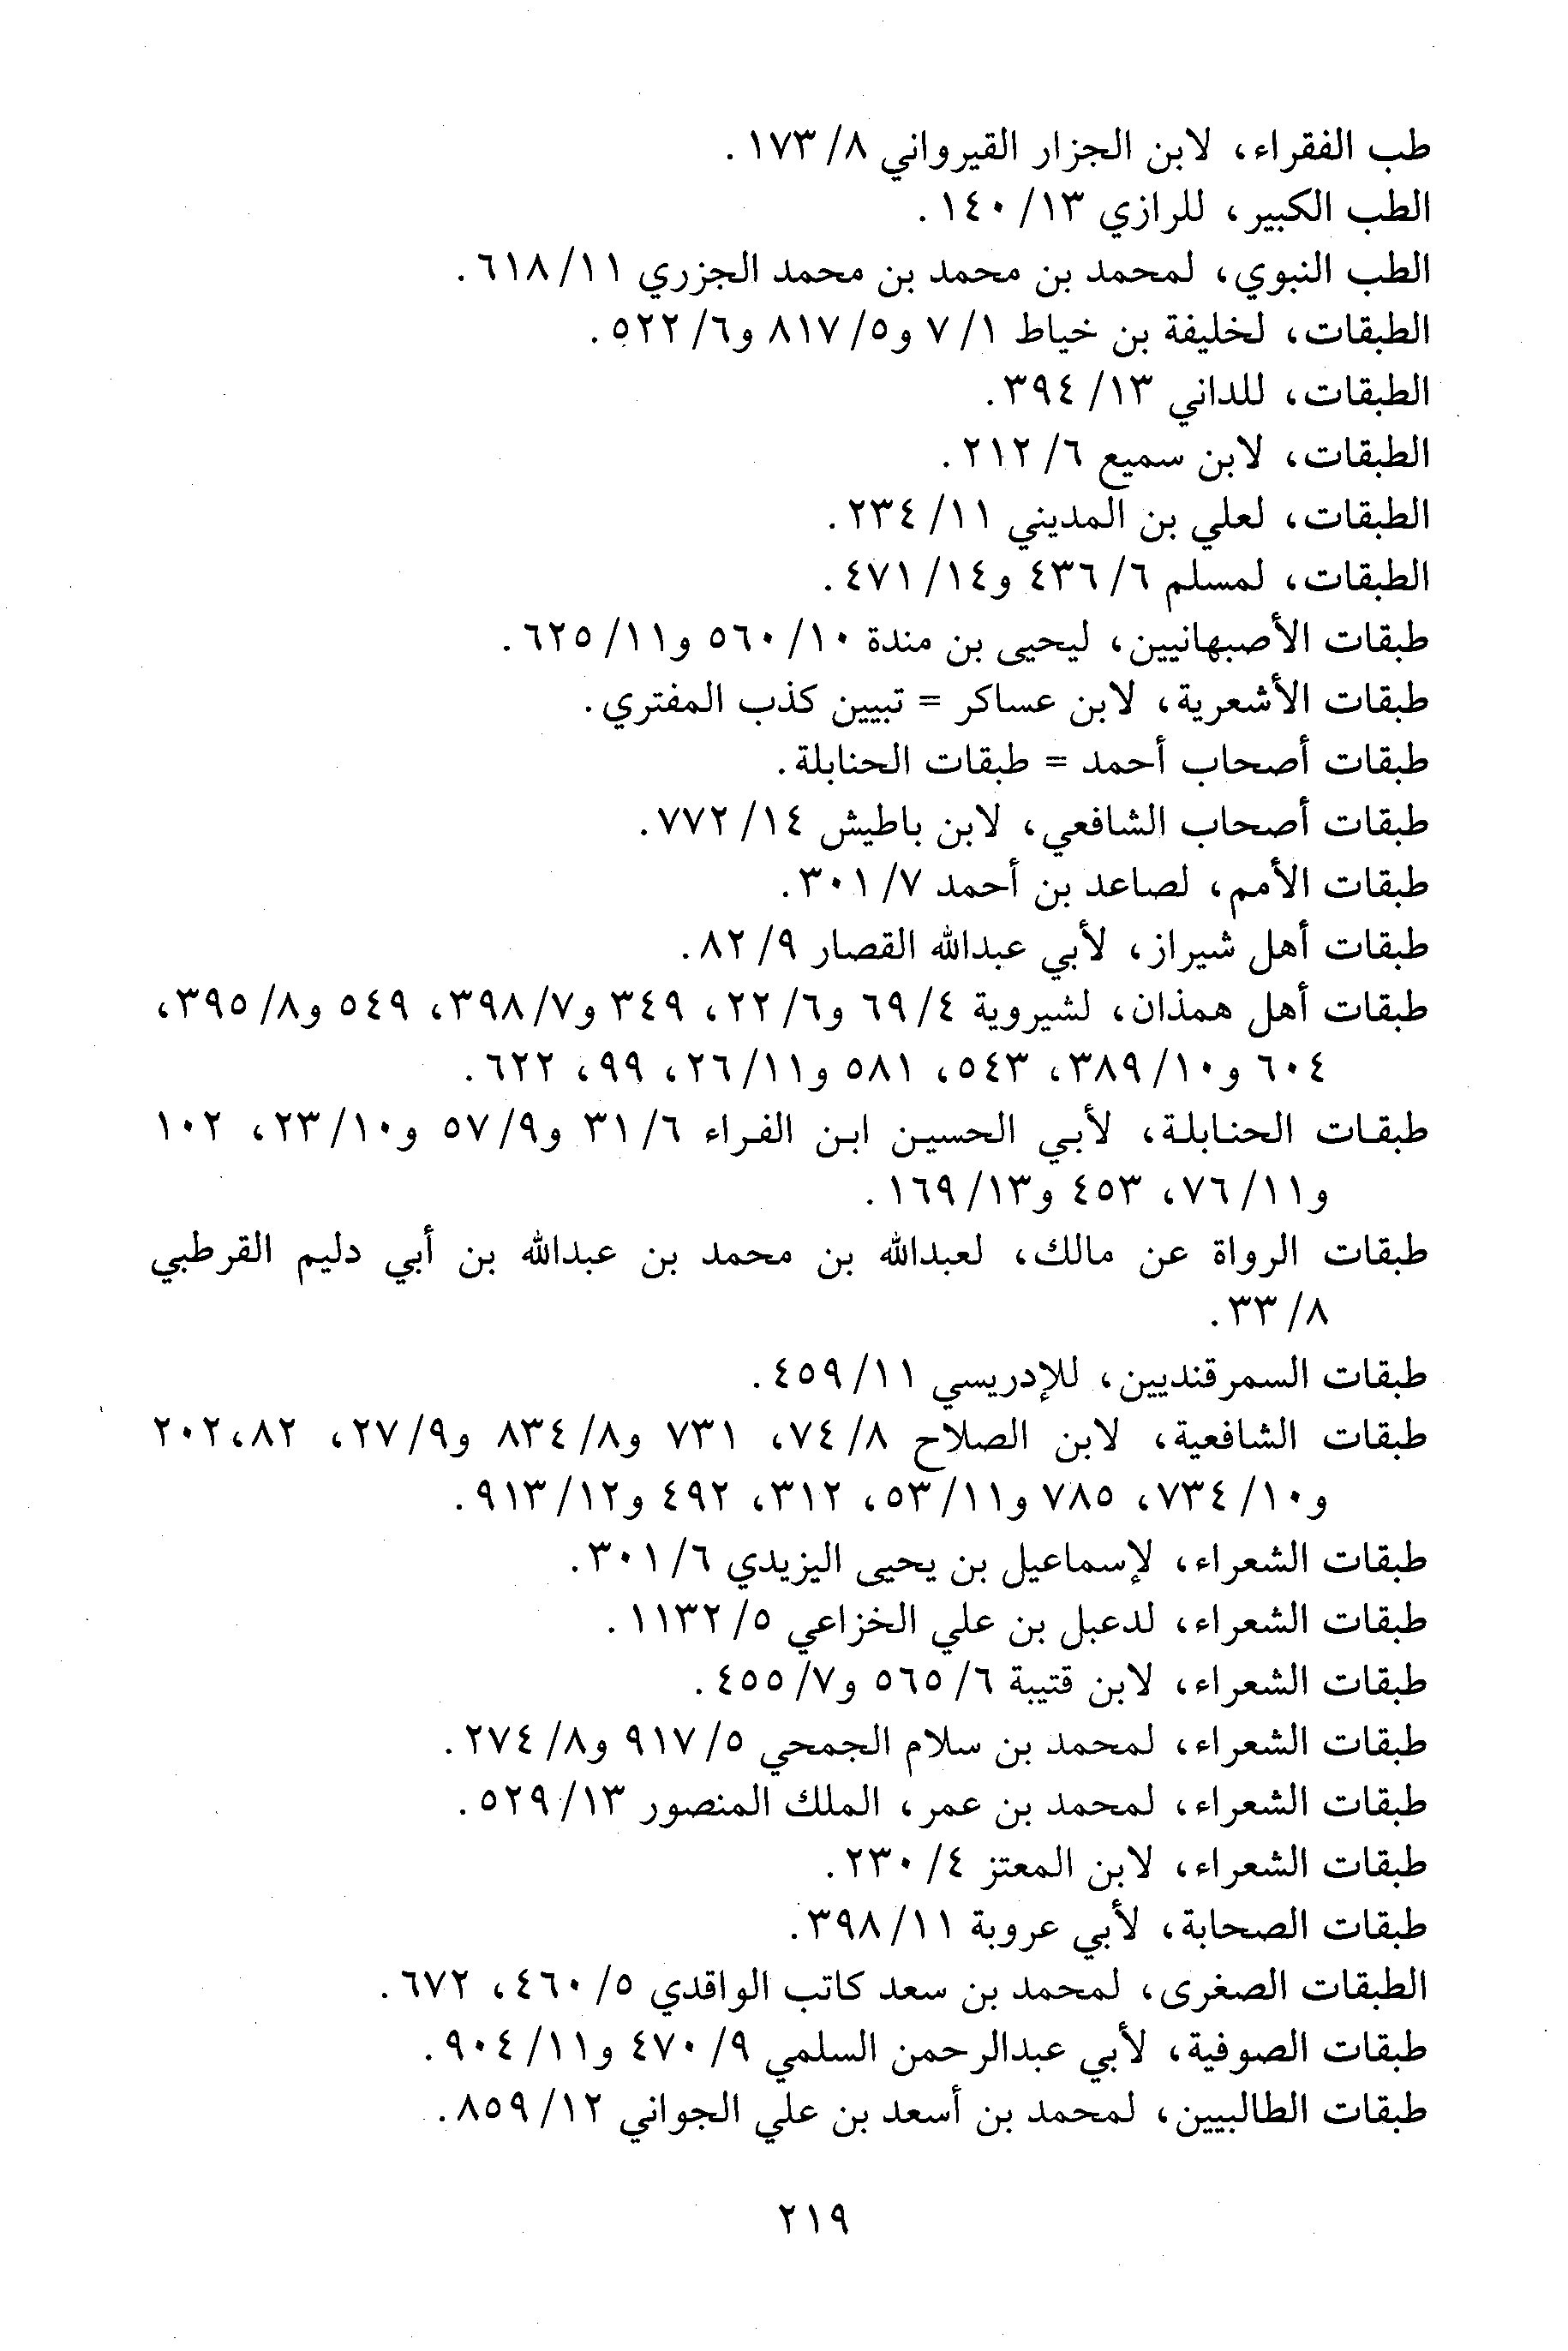 طب الفقراء، لابن الجزار القيرواني ٨/ ١٧٣.
الطب الكبير، للرازي ١٣/ ١٤٠.
الطب النبوي، لمحمد بن محمد بن محمد الجزري ١١/ ٦١٨.
الطبقات، لخليفة بن خياط ١/ ٧ و٥/ ٨١٧ و٦/ ٥٢٢.
الطبقات، للداني ١٣/ ٣٩٤.
الطبقات، لابن سميع ٦/ ٢١٢.
الطبقات، لعلي بن المديني ١١/ ٢٣٤.
الطبقات، لمسلم ٦/ ٤٣٦ و١٤/ ٤٧١.
طبقات الأصبهانيين، ليحيى بن مندة ١٠/ ٥٦٠ و١١/ ٦٢٥.
طبقات الأشعرية، لابن عساكر = تبيين كذب المفتري.
طبقات أصحاب أحمد = طبقات الحنابلة.
طبقات أصحاب الشافعي، لابن باطيش ١٤/ ٧٧٢.
طبقات الأمم، لصاعد بن أحمد ٧/ ٣٠١.
طبقات أهل شيراز، لأبي عبدالله القصار ٩/ ٨٢.
طبقات أهل همذان، لشيروية ٤/ ٦٩ و٦/ ٢٢، ٣٤٩ و٧/ ٣٩٨، ٥٤٩ و٨/ ٣٩٥،
٦٠٤ و١٠/ ٣٨٩، ٥٤٣، ٥٨١ و١١/ ٢٦، ٩٩، ٦٢٢.
طبقات الحنابلة، لأبي الحسين ابن الفراء ٦/ ٣١ و٩/ ٥٧ و١٠/ ٢٣، ١٠٢
و١١/ ٧٦، ٤٥٣ و١٣/ ١٦٩.
طبقات الرواة عن مالك، لعبدالله بن محمد بن عبدالله بن أبي دليم القرطبي
٨/ ٣٣.
طبقات السمرقنديين، للإدريسي ١١/ ٤٥٩.
طبقات الشافعية، لابن الصلاح ٨/ ٧٤، ٧٣١ و٨/ ٨٣٤ و٩/ ٢٧، ٨٢، ٢٠٢
و١٠/ ٧٣٤، ٧٨٥ و١١/ ٥٣، ٣١٢، ٤٩٢ و١٢/ ٩١٣.
طبقات الشعراء، لإسماعيل بن يحيى اليزيدي ٦/ ٣٠١.
طبقات الشعراء، لدعبل بن علي الخزاعي ٥/ ١١٣٢.
طبقات الشعراء، لابن قتيبة ٦/ ٥٦٥ و٧/ ٤٥٥.
طبقات الشعراء، لمحمد بن سلام الجمحي ٥/ ٩١٧ و٨/ ٢٧٤.
طبقات الشعراء، لمحمد بن عمر، الملك المنصور ١٣/ ٥٢٩.
طبقات الشعراء، لابن المعتز ٤/ ٢٣٠.
طبقات الصحابة، لأبي عروبة ١١/ ٣٩٨.
الطبقات الصغرى، لمحمد بن سعد كاتب الواقدي ٥/ ٤٦٠، ٦٧٢.
طبقات الصوفية، لأبي عبدالرحمن السلمي ٩/ ٤٧٠ و١١/ ٩٠٤.
طبقات الطالبيين، لمحمد بن أسعد بن علي الجواني ١٢/ ٨٥٩.
٢١٩